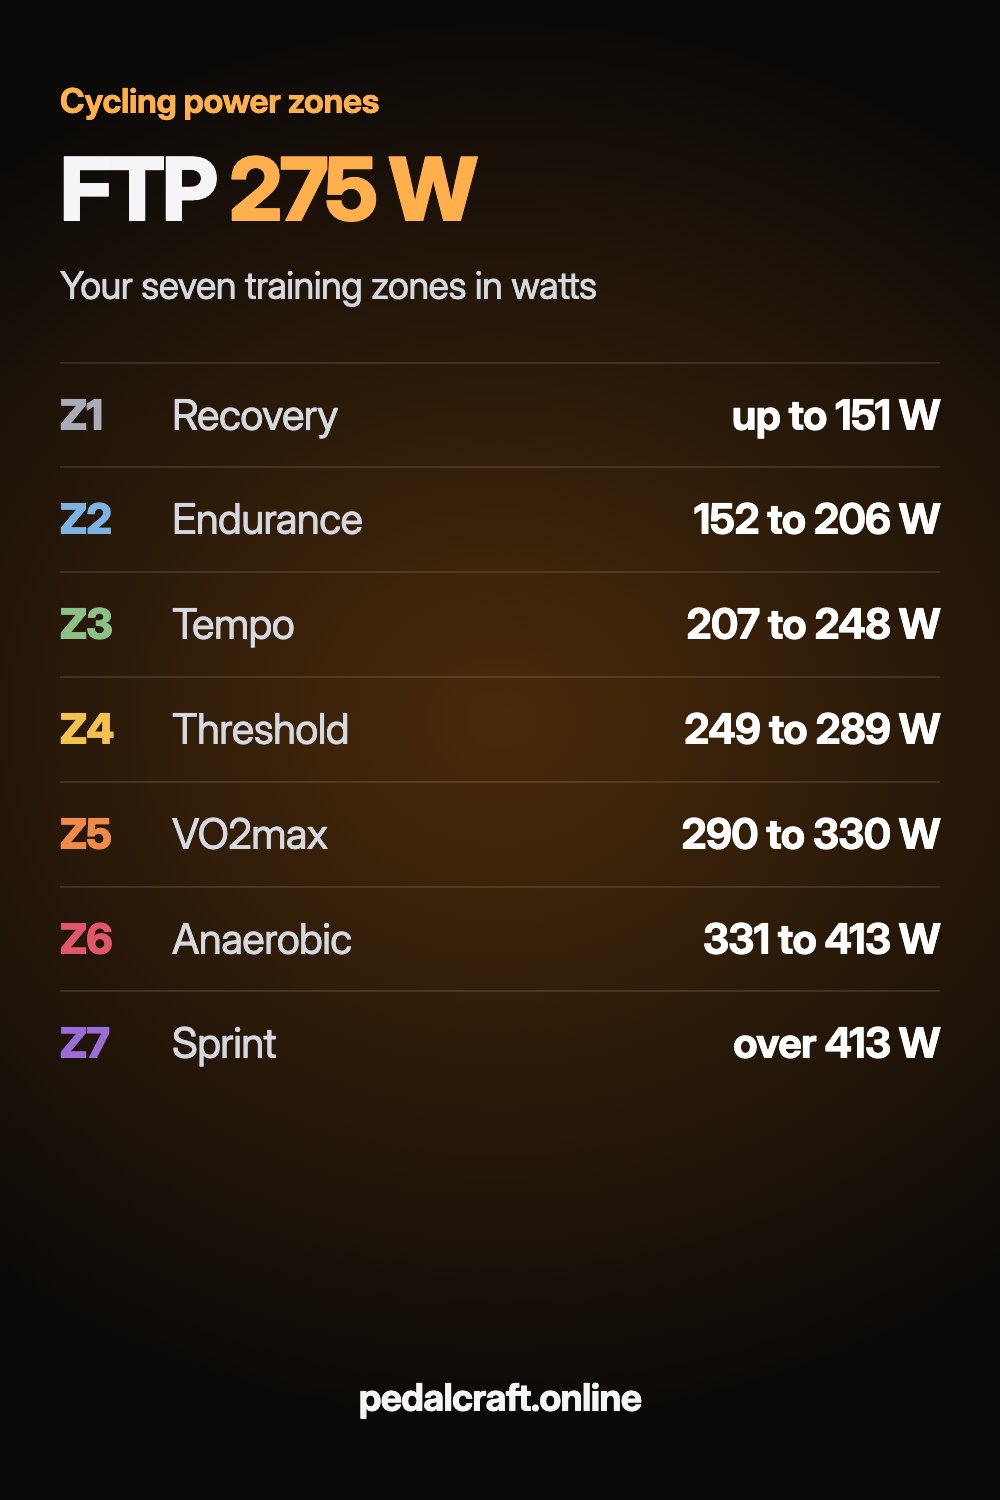 Cycling power zones
FTP 275 W
Your seven training zones in watts
Z1 Recovery up to 151 W
Z2 Endurance 152 to 206 W
Z3 Tempo 207 to 248 W
Z4 Threshold 249 to 289 W
Z5 VO2max 290 to 330 W
Z6 Anaerobic 331 to 413 W
Z7 Sprint over 413 W
pedalcraft.online